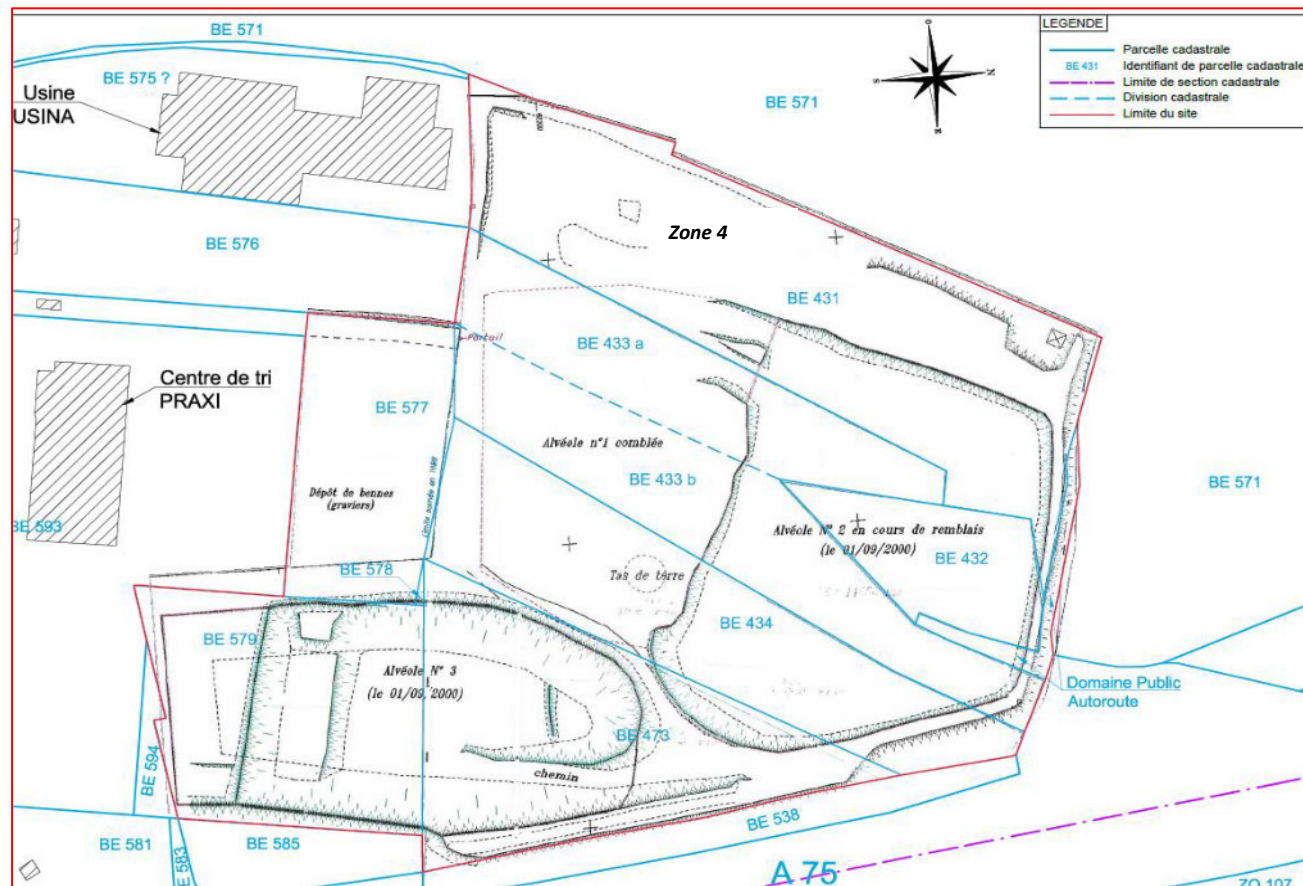 BE 571
BE 575 ?
Usine
USINA
BE 571
LEGENDE
Parcelle cadastrale
BE 431
Identifiant de parcelle cadastrale
Limite de section cadastrale
Division cadastrale
Limite du site
O
S
N
E
Zone 4
BE 576
BE 431
BE 433 a
Portail
Centre de tri
PRAXI
BE 577
Alvéole n°1 comblée
BE 433 b
BE 571
Dépôt de bennes
(graviers)
BE 593
Alvéole N° 2 en cours de remblais
(le 01/09/2000)
BE 432
BE 578
Tas de terre
BE 434
BE 579
Alvéole N° 3
(le 01/09/2000)
Domaine Public
Autoroute
BE 473
chemin
BE 594
BE 538
BE 581
BE 583
BE 585
A 75
ZO 107